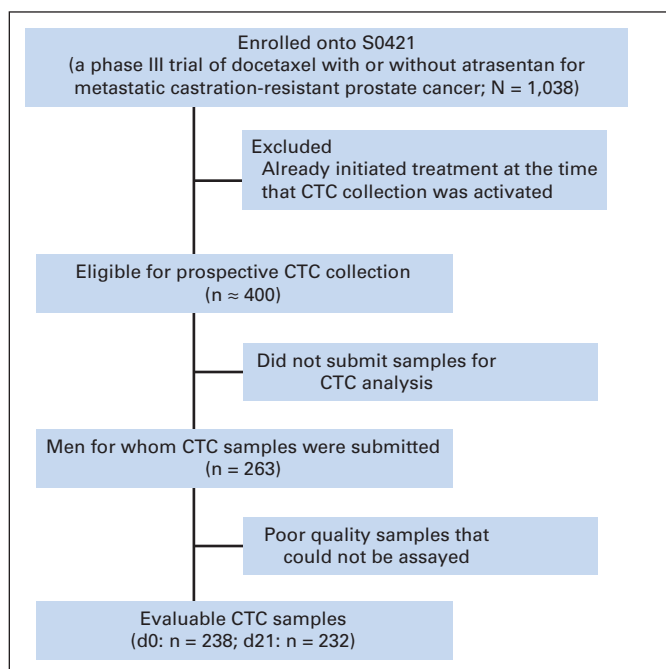 Enrolled onto S0421
(a phase III trial of docetaxel with or without atrasentan for
metastatic castration-resistant prostate cancer; N = 1,038)
Excluded
Already initiated treatment at the time
that CTC collection was activated
Eligible for prospective CTC collection
(n ≈ 400)
Did not submit samples for
CTC analysis
Men for whom CTC samples were submitted
(n = 263)
Poor quality samples that
could not be assayed
Evaluable CTC samples
(d0: n = 238; d21: n = 232)